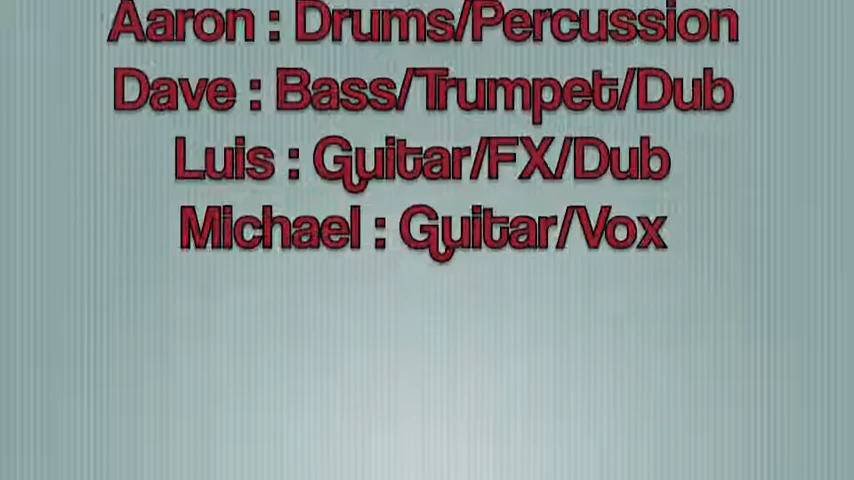 Aaron : Drums/Percussion
Dave : Bass/Trumpet/Dub
Luis : Guitar/FX/Dub
Michael : Guitar/Vox